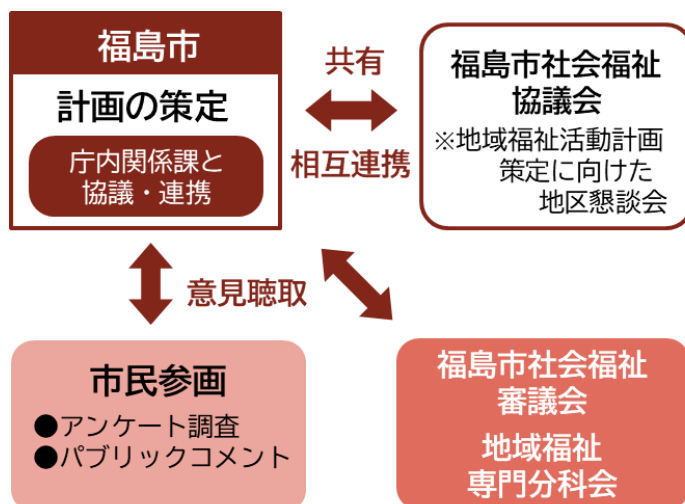 福島市
計画の策定
庁内関係課と
協議・連携
共有
相互連携
福島市社会福祉
協議会
※地域福祉活動計画
策定に向けた
地区懇談会
意見聴取
市民参画
●アンケート調査
●パブリックコメント
福島市社会福祉
審議会
地域福祉
専門分科会